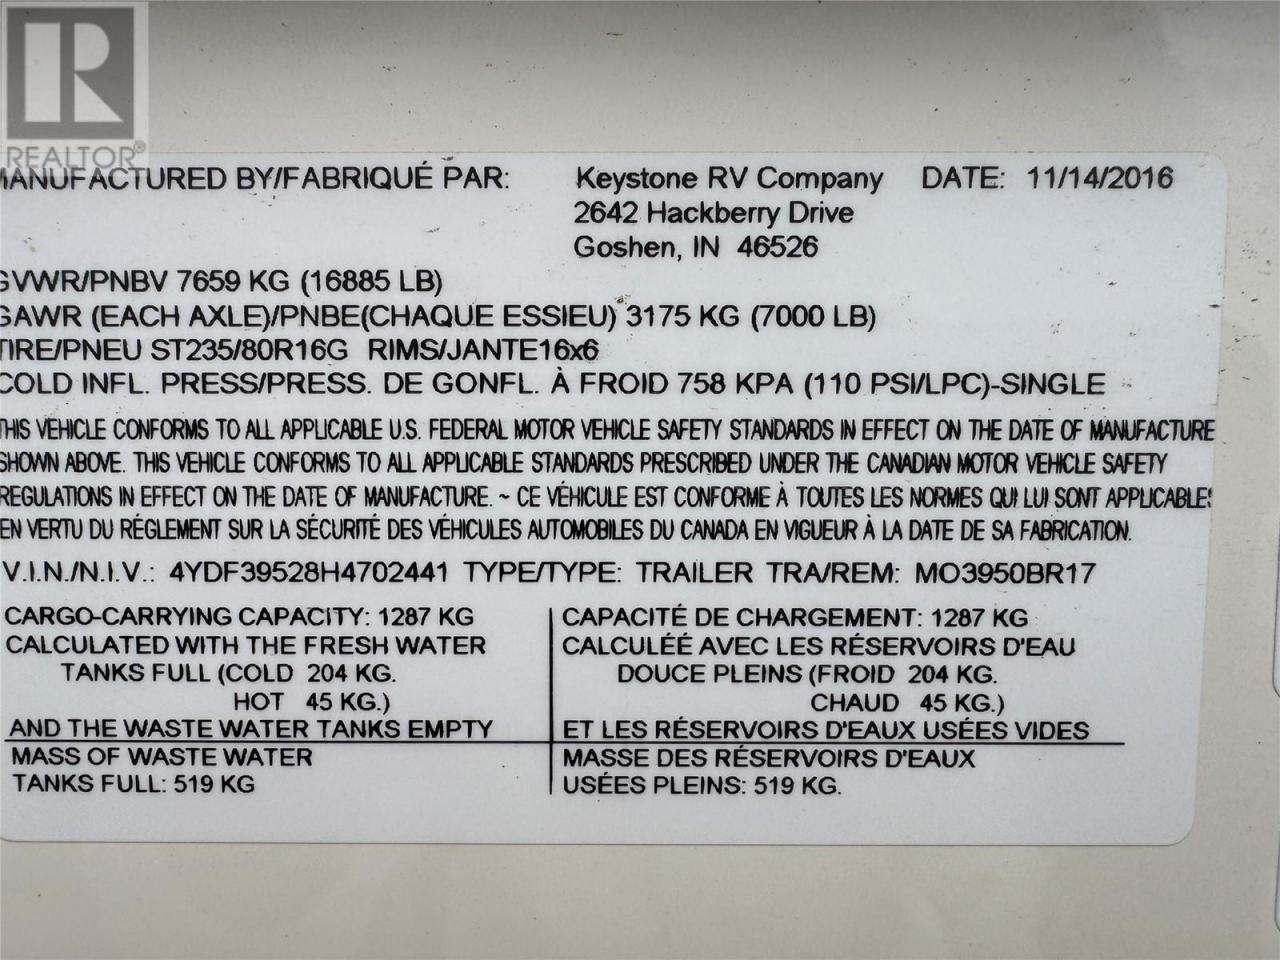 REALTOR®
MANUFACTURED BY/FABRIQUÉ PAR: Keystone RV Company DATE: 11/14/2016
2642 Hackberry Drive
Goshen, IN 46526
GVWR/PNBV 7659 KG (16885 LB)
GAWR (EACH AXLE)/PNBE(CHAQUE ESSIEU) 3175 KG (7000 LB)
TIRE/PNEU ST235/80R16G RIMS/JANTE16x6
COLD INFL. PRESS/PRESS. DE GONFL. À FROID 758 KPA (110 PSI/LPC)-SINGLE
THIS VEHICLE CONFORMS TO ALL APPLICABLE U.S. FEDERAL MOTOR VEHICLE SAFETY STANDARDS IN EFFECT ON THE DATE OF MANUFACTURE
SHOWN ABOVE. THIS VEHICLE CONFORMS TO ALL APPLICABLE STANDARDS PRESCRIBED UNDER THE CANADIAN MOTOR VEHICLE SAFETY
REGULATIONS IN EFFECT ON THE DATE OF MANUFACTURE. ~ CE VÉHICULE EST CONFORME À TOUTES LES NORMES QUI LUI SONT APPLICABLES
EN VERTU DU RÉGLEMENT SUR LA SÉCURITÉ DES VÉHICULES AUTOMOBILES DU CANADA EN VIGUEUR À LA DATE DE SA FABRICATION.
V.I.N./N.I.V.: 4YDF39528H4702441 TYPE/TYPE: TRAILER TRA/REM: MO3950BR17
CARGO-CARRYING CAPACITY: 1287 KG
CALCULATED WITH THE FRESH WATER
TANKS FULL (COLD 204 KG.
HOT 45 KG.)
AND THE WASTE WATER TANKS EMPTY
MASS OF WASTE WATER
TANKS FULL: 519 KG
CAPACITÉ DE CHARGEMENT: 1287 KG
CALCULÉÉ AVEC LES RÉSERVOIRS D'EAU
DOUCE PLEINS (FROID 204 KG.
CHAUD 45 KG.)
ET LES RÉSERVOIRS D'EAUX USÉES VIDES
MASSE DES RÉSERVOIRS D'EAUX
USÉES PLEINS: 519 KG.